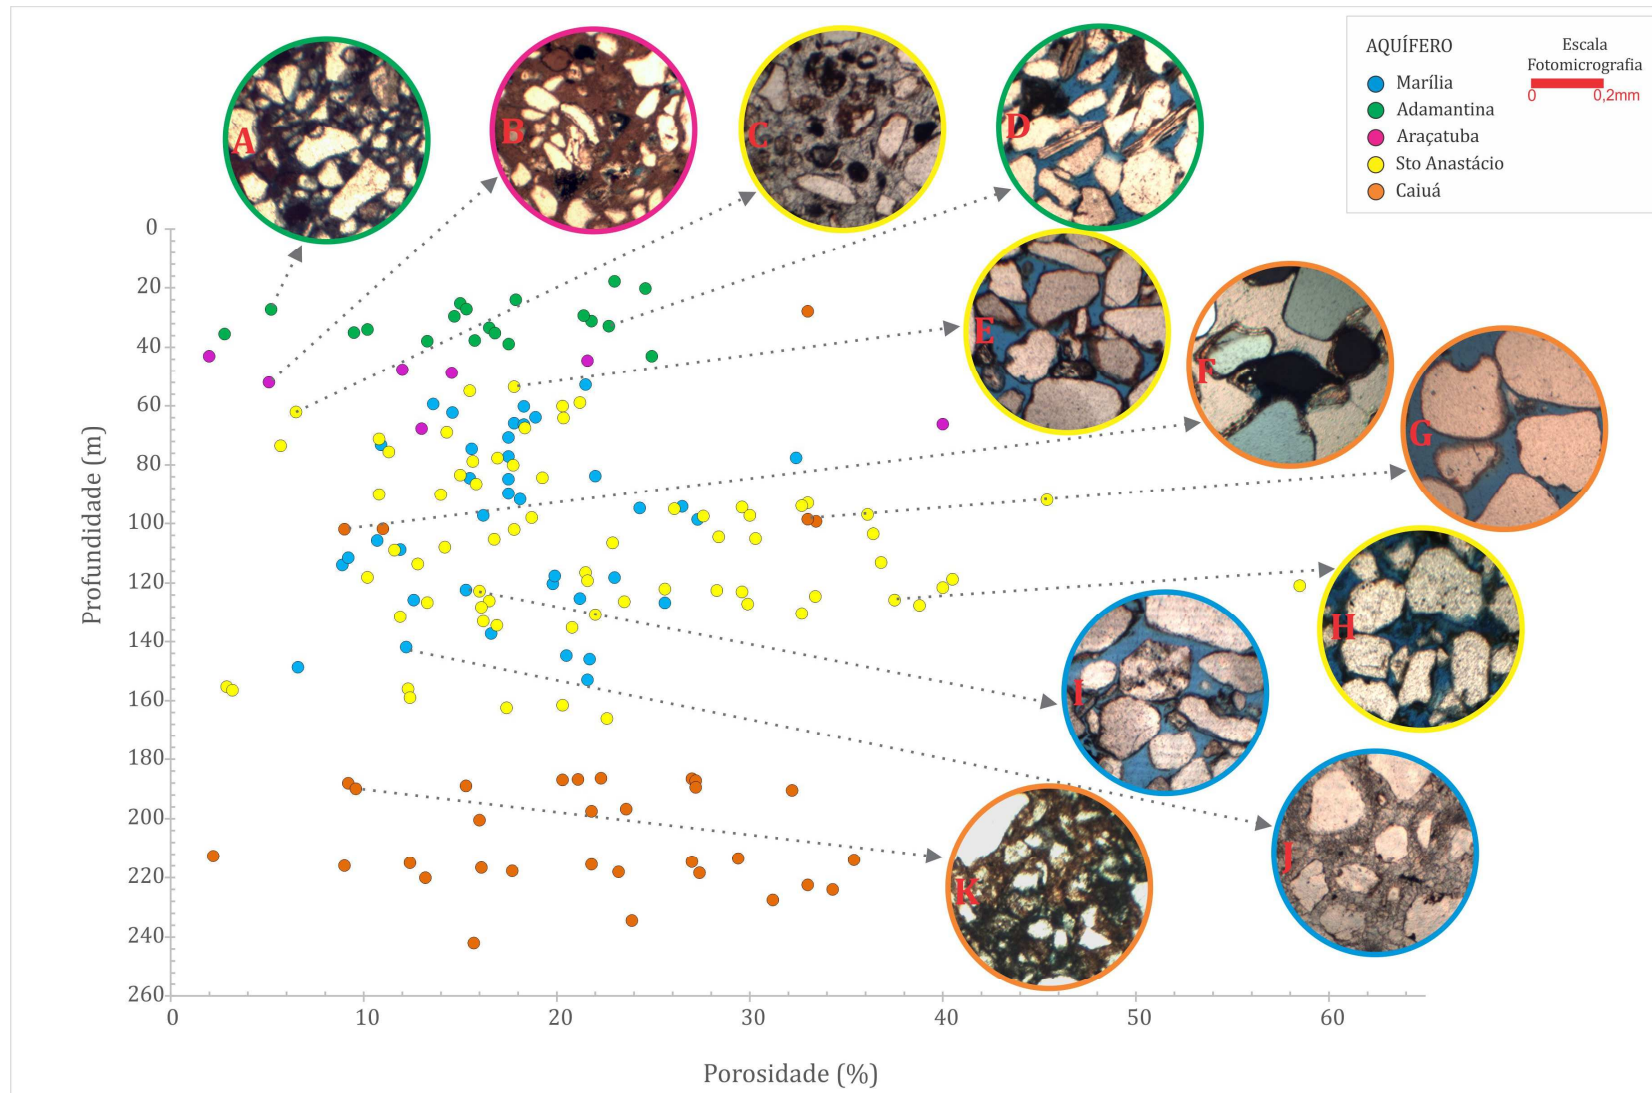 AQUÍFERO
Marília
Adamantina
Araçatuba
Sto Anastácio
Caiuá
Escala
Fotomicrografia
0 0,2mm
A
B
C
D
E
F
G
H
I
J
K
Profundidade (m)
0
20
40
60
80
100
120
140
160
180
200
220
240
260
0 10 20 30 40 50 60
Porosidade (%)